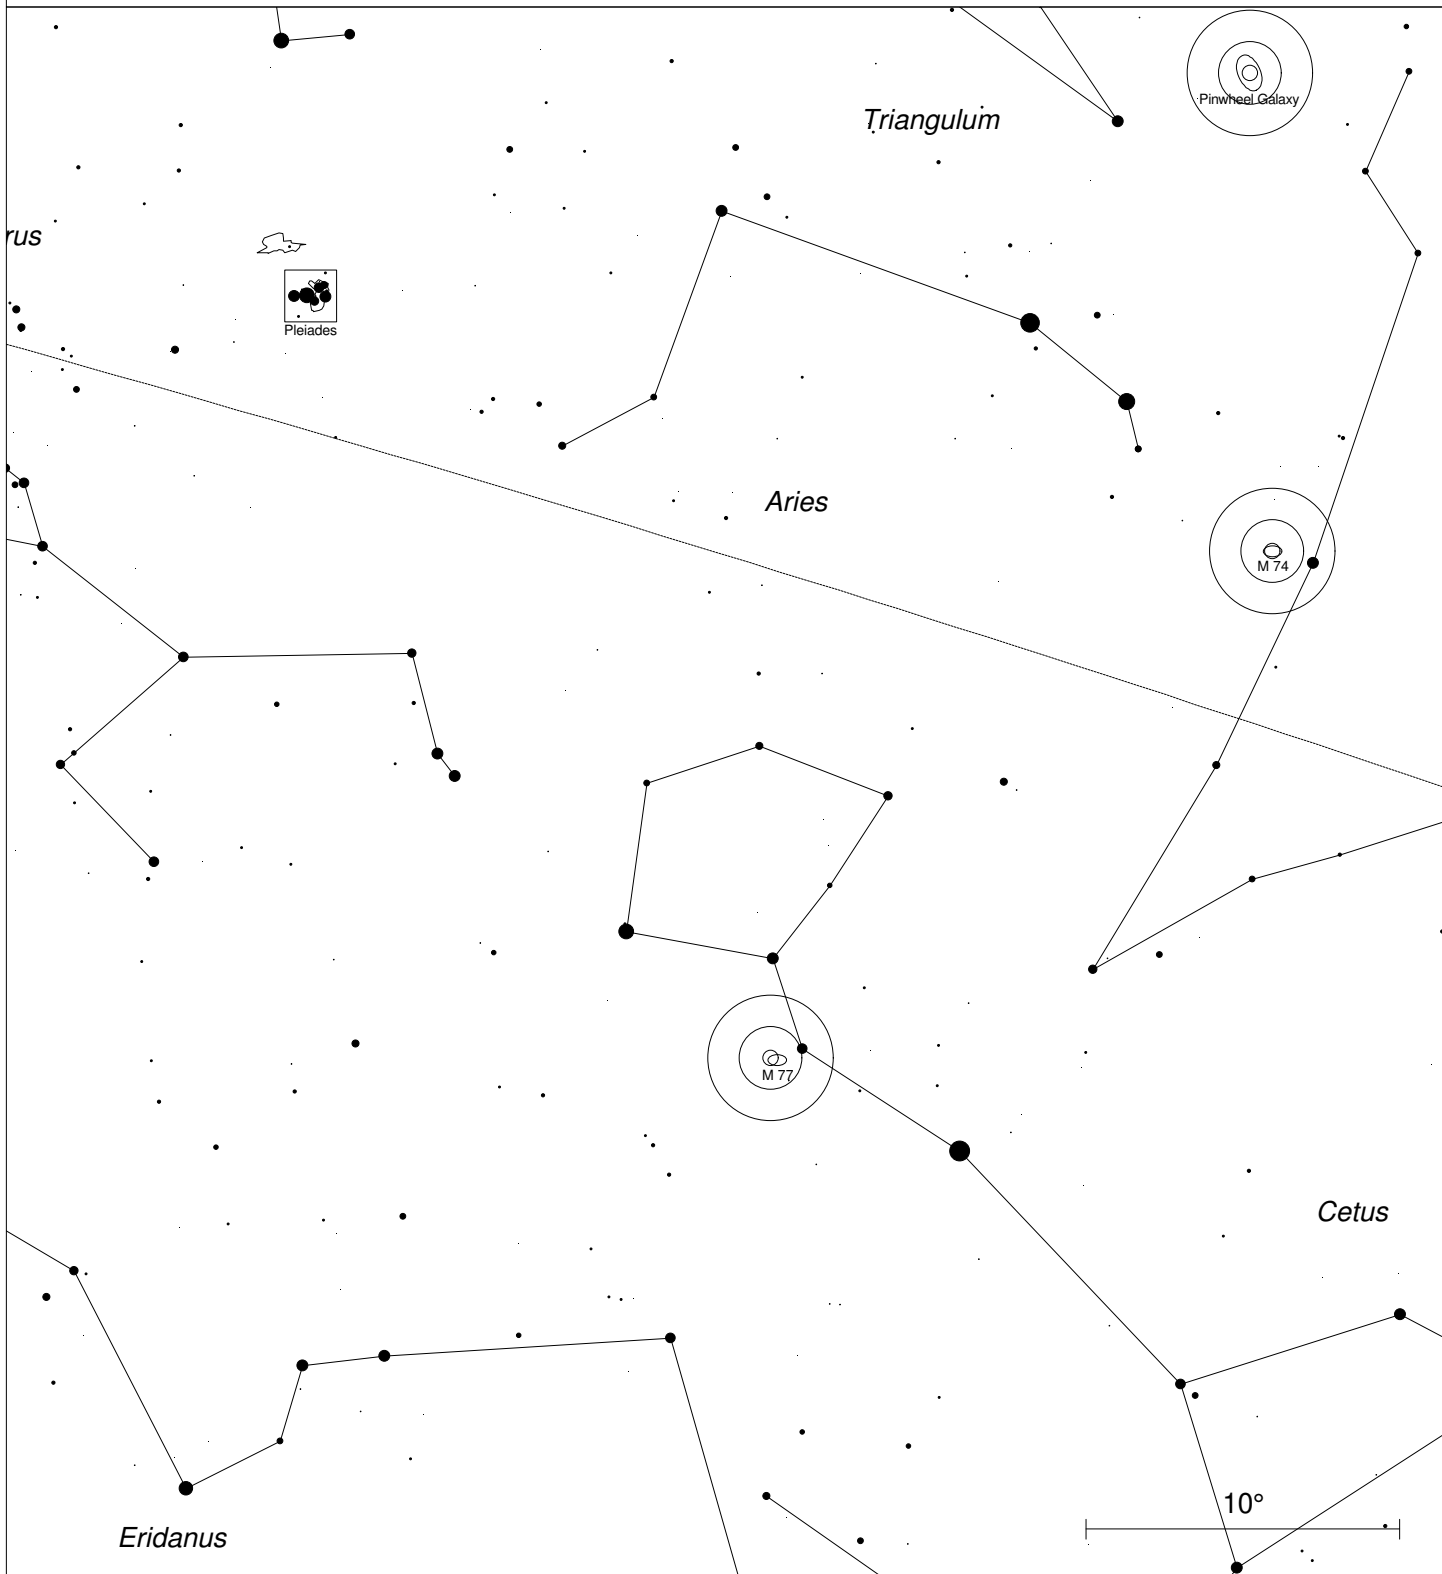 Pinwheel Galaxy
Triangulum
rus
Pleiades
Aries
M 74
M 77
Cetus
10°
Eridanus